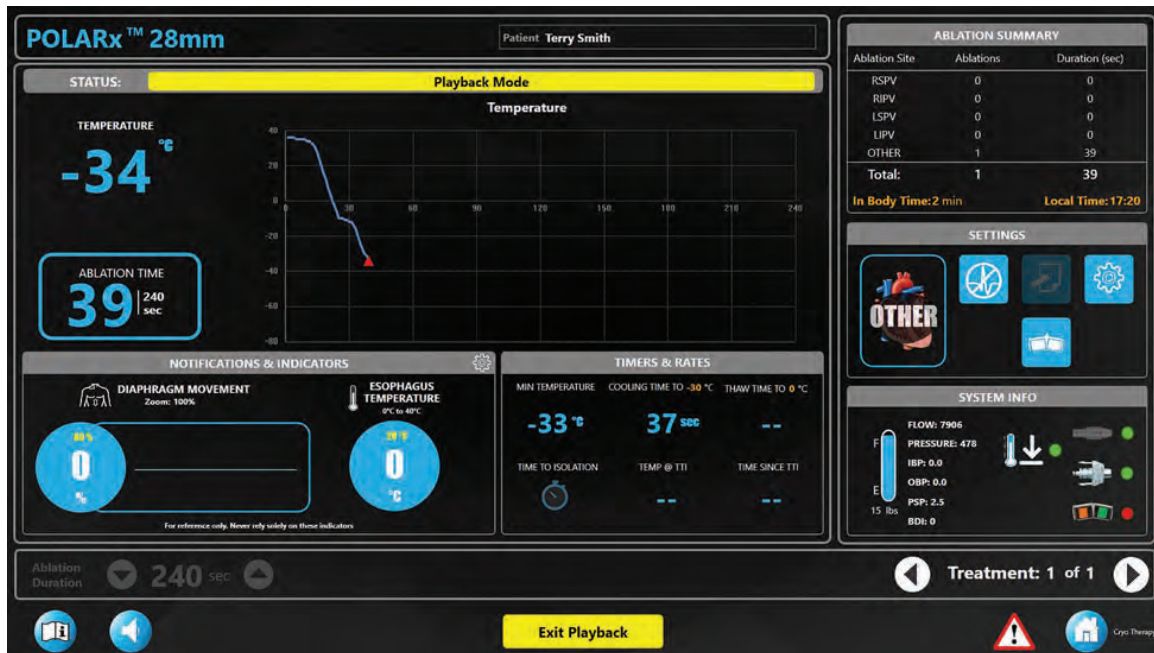 POLARx™ 28mm
Patient Terry Smith
STATUS: Playback Mode
TEMPERATURE
-34 °C
ABLATION TIME
39 240 sec
Temperature
40
20
0
0 30 60 90 120 150 180 210 240
-20
-40
-60
-80
NOTIFICATIONS & INDICATORS
DIAPHRAGM MOVEMENT
Zoom: 100%
0
%
ESOPHAGUS
TEMPERATURE
0°C to 40°C
0
°C
For reference only. Never rely solely on these indicators
TIMERS & RATES
MIN TEMPERATURE COOLING TIME TO -30 °C THAW TIME TO 0 °C
-33 °C 37 sec --
TIME TO ISOLATION TEMP @ TTI TIME SINCE TTI
-- --
ABLATION SUMMARY
Ablation Site Ablations Duration (sec)
RSPV 0 0
RIPV 0 0
LSPV 0 0
LIPV 0 0
OTHER 1 39
Total: 1 39
In Body Time: 2 min Local Time: 17:20
SETTINGS
OTHER
SYSTEM INFO
F
E
15 lbs
FLOW: 7906
PRESSURE: 478
IBP: 0.0
OBP: 0.0
PSP: 2.5
BDI: 0
Ablation
Duration
240 sec
Treatment: 1 of 1
Exit Playback
Cryo Therapy